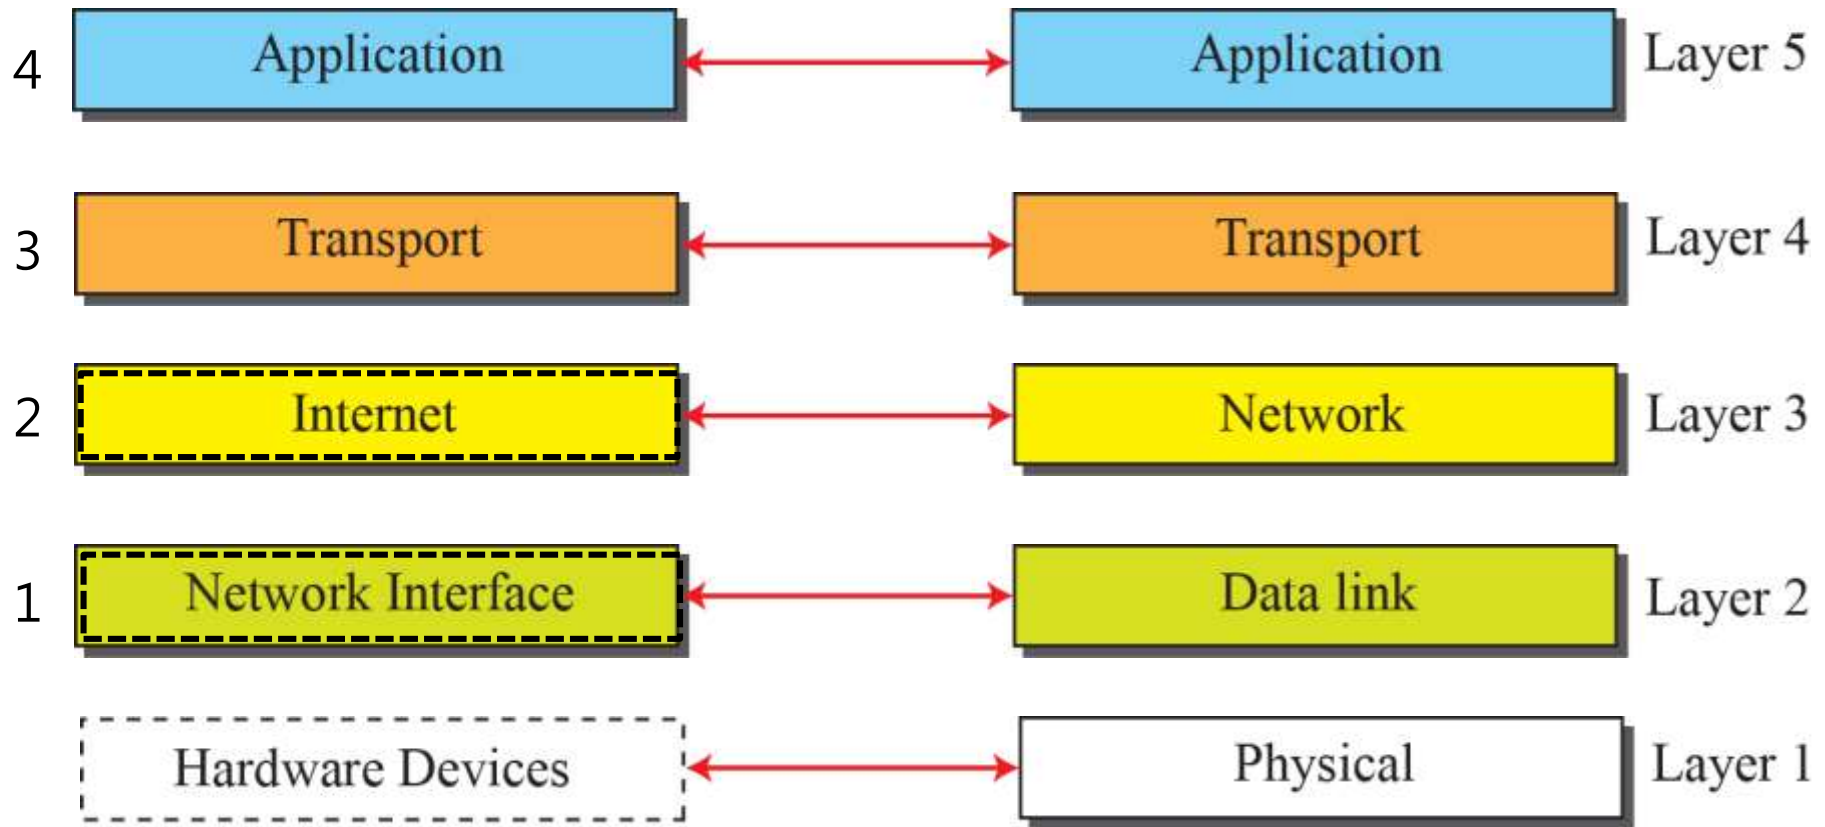 4 Application Application Layer 5
3 Transport Transport Layer 4
2 Internet Network Layer 3
1 Network Interface Data link Layer 2
Hardware Devices Physical Layer 1